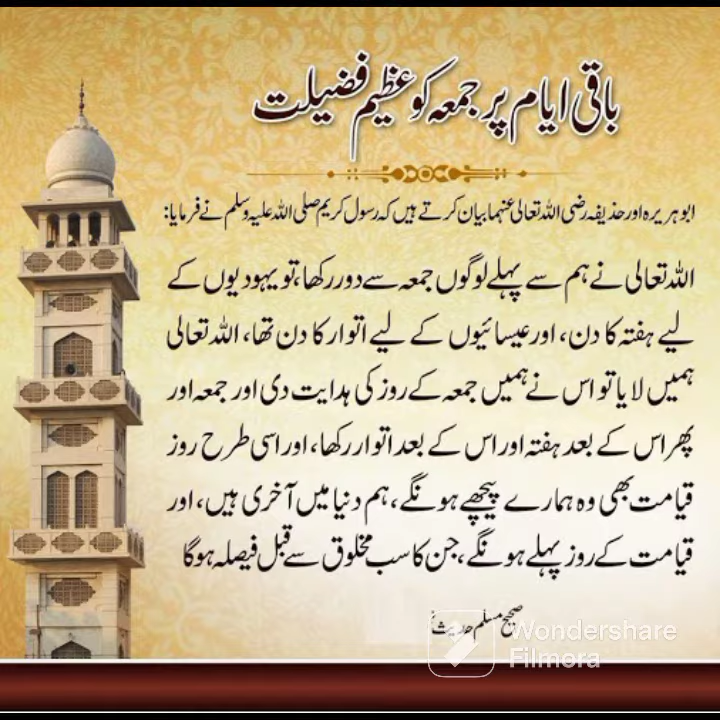 باقی ایام پر جمعہ کو عظیم فضیلت
ابو ہریرہ اور حذیفہ رضی اللہ تعالی عنہما بیان کرتے ہیں کہ رسول کریم صلی اللہ علیہ وسلم نے فرمایا:
اللہ تعالی نے ہم سے پہلے لوگوں جمعہ سے دور رکھا، تو یہودیوں کے
لیے ہفتہ کا دن، اور عیسائیوں کے لیے اتوار کا دن تھا، اللہ تعالی
ہمیں لایا تو اس نے ہمیں جمعہ کے روز کی ہدایت دی اور جمعہ اور
پھر اس کے بعد ہفتہ اور اس کے بعد اتوار رکھا، اور اسی طرح روز
قیامت بھی وہ ہمارے پیچھے ہونگے، ہم دنیا میں آخری ہیں، اور
قیامت کے روز پہلے ہونگے، جن کا سب مخلوق سے قبل فیصلہ ہوگا
صحیح مسلم حدیث
Wondershare
Filmora